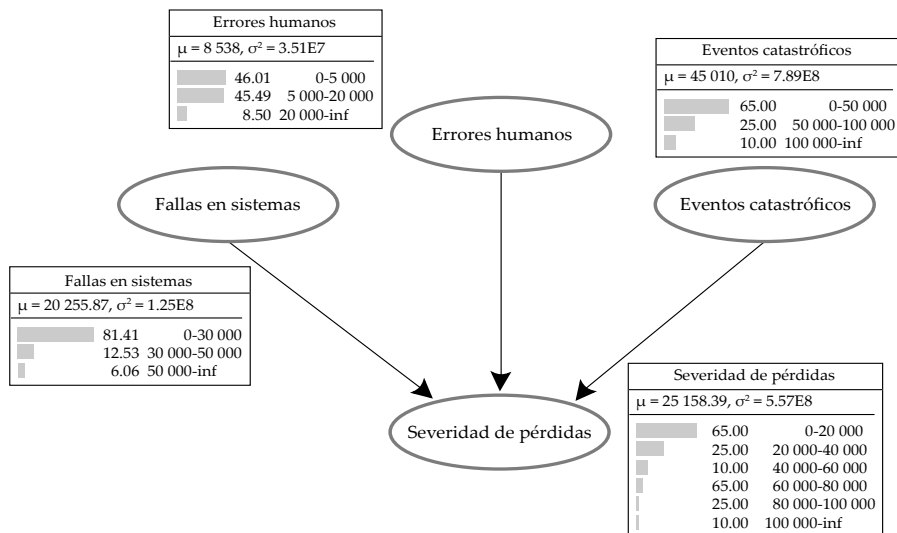 Errores humanos
μ = 8 538, σ² = 3.51E7
46.01 0-5 000
45.49 5 000-20 000
8.50 20 000-inf
Eventos catastróficos
μ = 45 010, σ² = 7.89E8
65.00 0-50 000
25.00 50 000-100 000
10.00 100 000-inf
Errores humanos
Fallas en sistemas
Eventos catastróficos
Fallas en sistemas
μ = 20 255.87, σ² = 1.25E8
81.41 0-30 000
12.53 30 000-50 000
6.06 50 000-inf
Severidad de pérdidas
Severidad de pérdidas
μ = 25 158.39, σ² = 5.57E8
65.00 0-20 000
25.00 20 000-40 000
10.00 40 000-60 000
65.00 60 000-80 000
25.00 80 000-100 000
10.00 100 000-inf